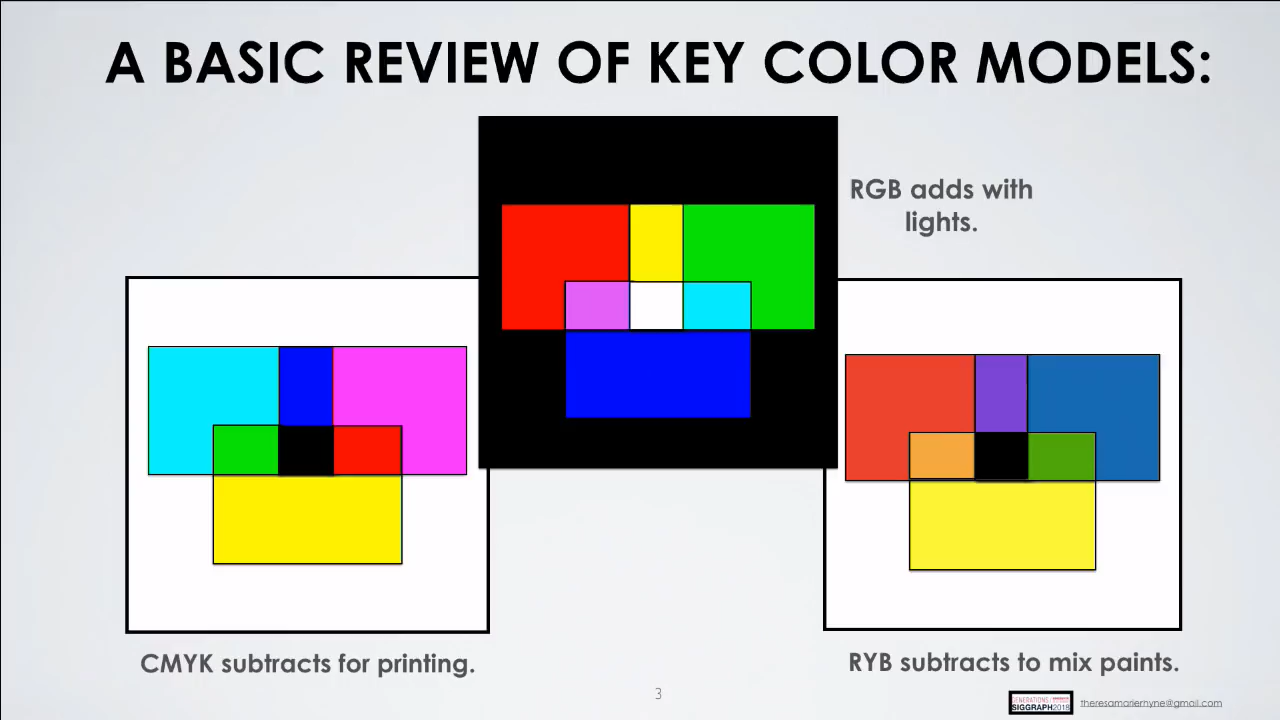 A BASIC REVIEW OF KEY COLOR MODELS:
RGB adds with
lights.
CMYK subtracts for printing.
RYB subtracts to mix paints.
3
GENERATIONS /
SIGGRAPH2018
theresamarierhyne@gmail.com